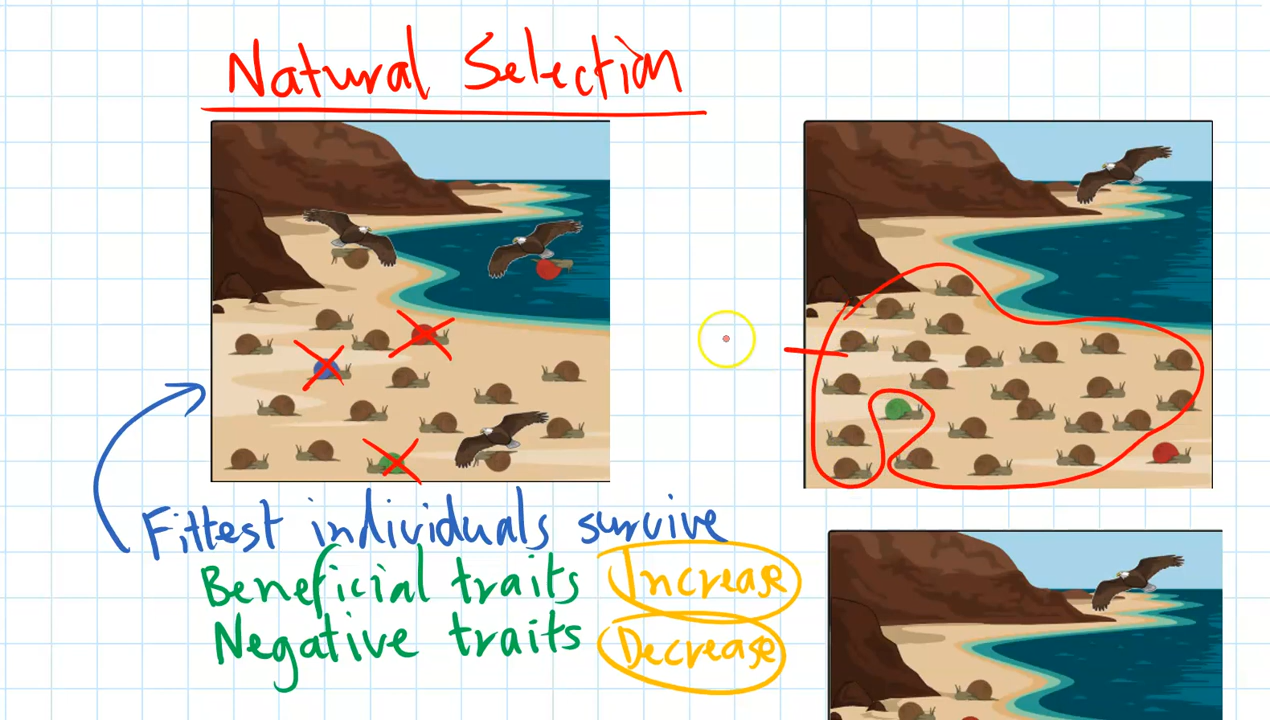 Natural Selection
Fittest individuals survive
Beneficial traits Increase
Negative traits Decrease